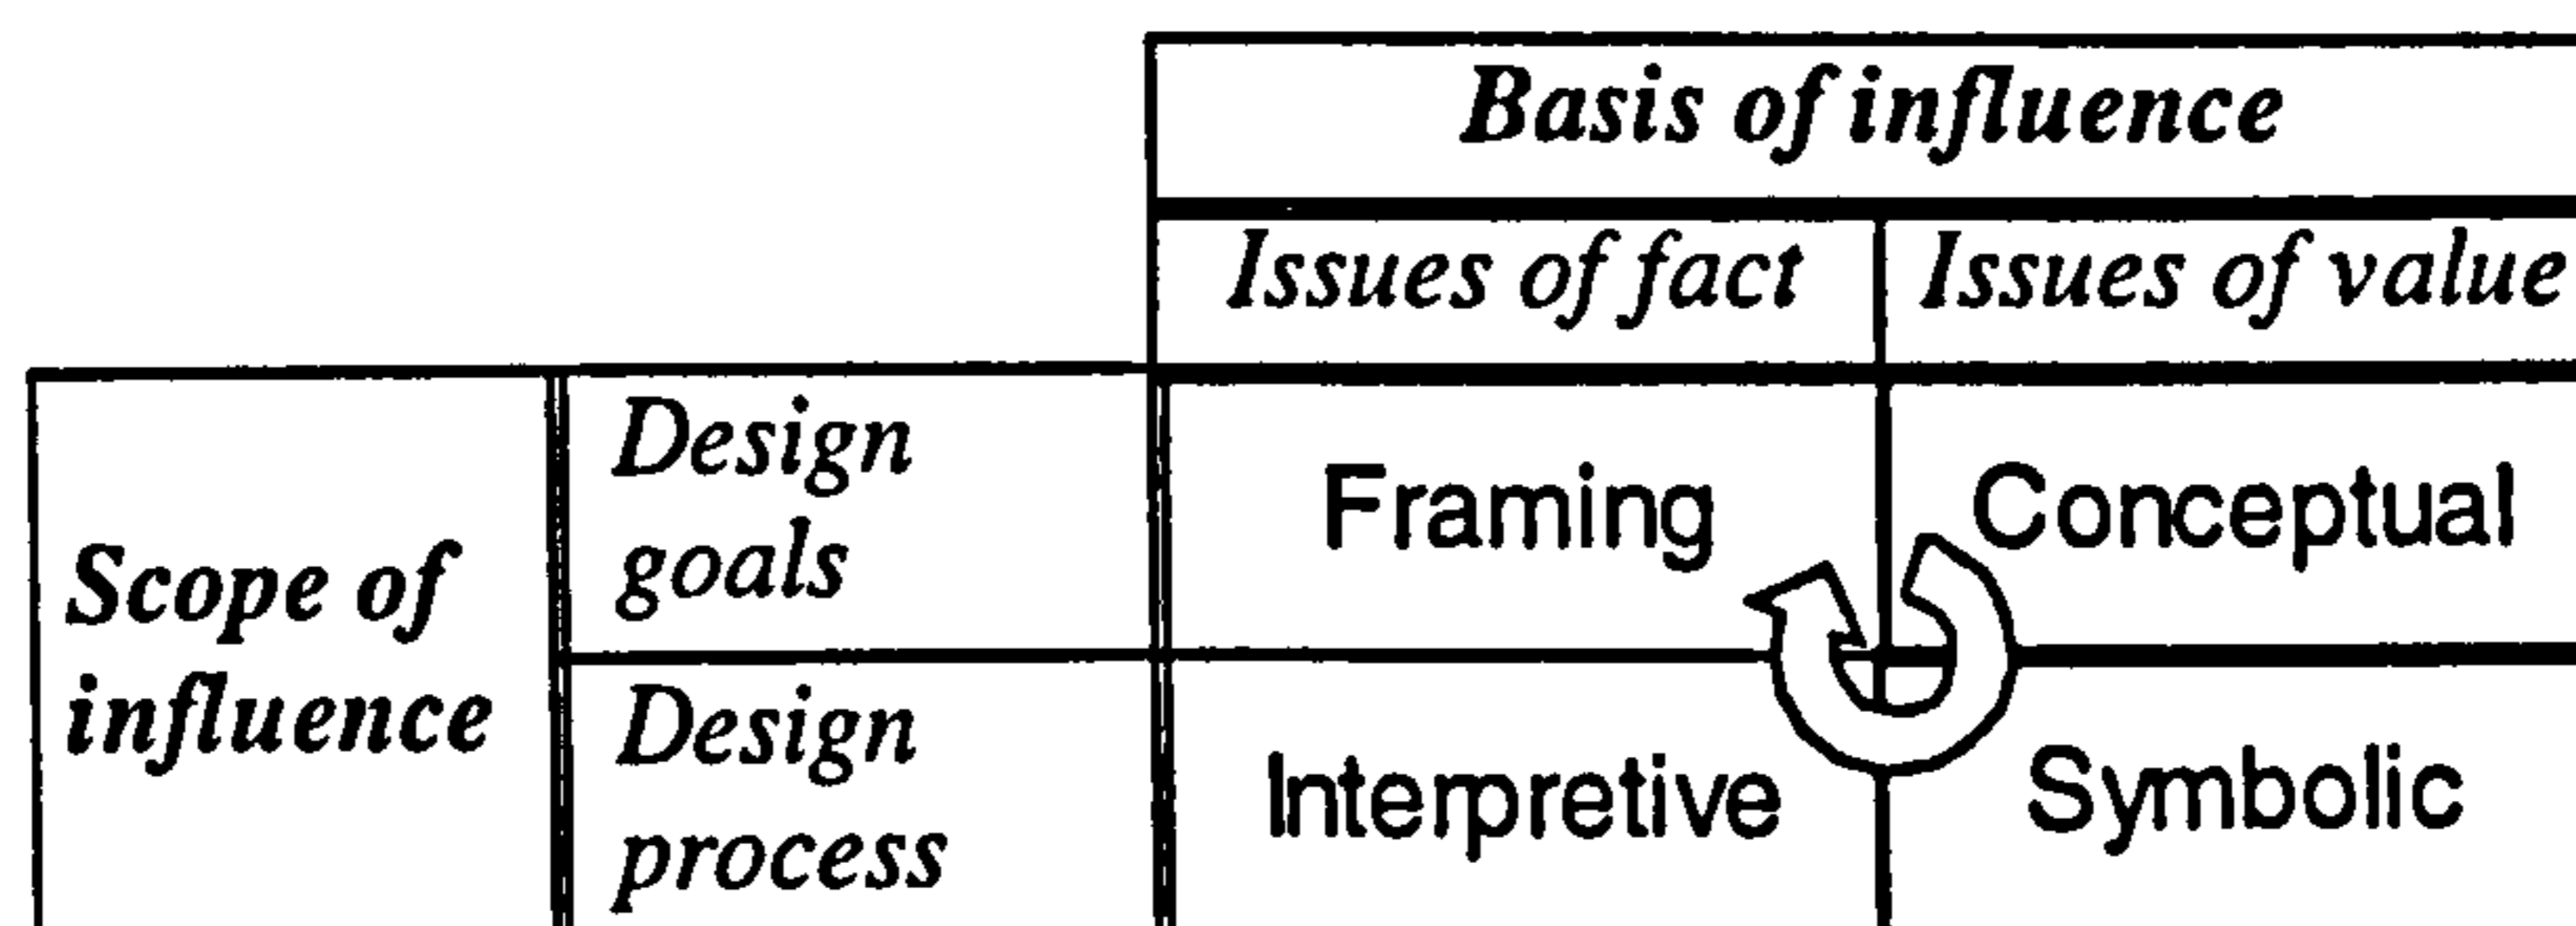 Basis of influence
Issues of fact
Issues of value
Design
goals
Framing
Conceptual
Scope of
influence
Design
process
Interpretive
Symbolic